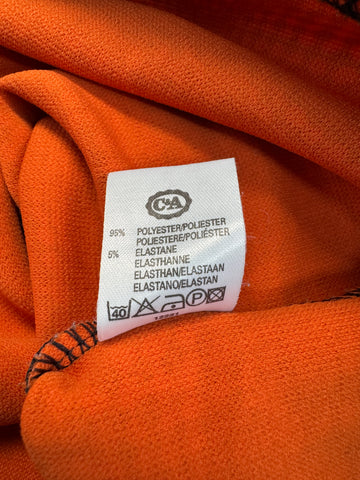 C&A
95% POLYESTER/POLIESTER
POLIESTERE/POLIÉSTER
5% ELASTANE
ELASTHANNE
ELASTHAN/ELASTAAN
ELASTANO/ELASTAN
40 P